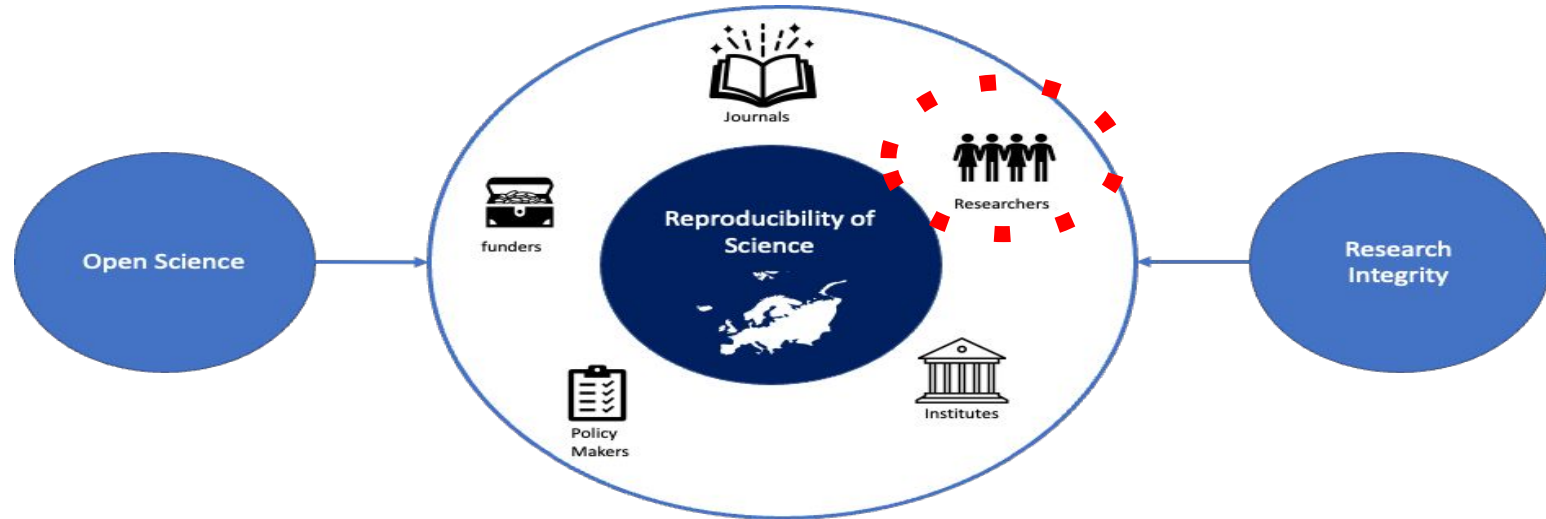 Journals
Researchers
funders
Reproducibility of
Science
Open Science
Research
Integrity
Institutes
Policy
Makers